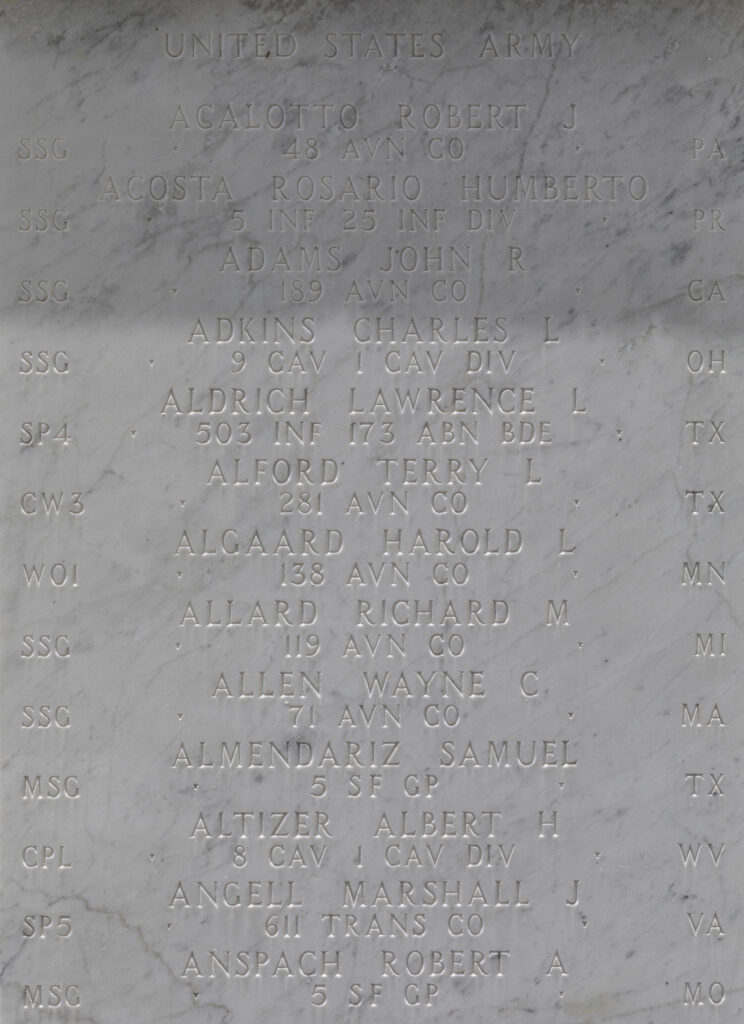 UNITED STATES ARMY
ACALOTTO ROBERT J
SSG 48 AVN CO PA
ACOSTA ROSARIO HUMBERTO
SSG 5 INF 25 INF DIV PR
ADAMS JOHN R
SSG 189 AVN CO CA
ADKINS CHARLES L
SSG 9 CAV 1 CAV DIV OH
ALDRICH LAWRENCE L
SP4 503 INF 173 ABN BDE TX
ALFORD TERRY L
CW3 281 AVN CO TX
ALGAARD HAROLD L
WO1 138 AVN CO MN
ALLARD RICHARD M
SSG 119 AVN CO MI
ALLEN WAYNE C
SSG 71 AVN CO MA
ALMENDARIZ SAMUEL
MSG 5 SF GP TX
ALTIZER ALBERT H
CPL 8 CAV 1 CAV DIV WV
ANGELL MARSHALL J
SP5 611 TRANS CO VA
ANSPACH ROBERT A
MSG 5 SF GP MO